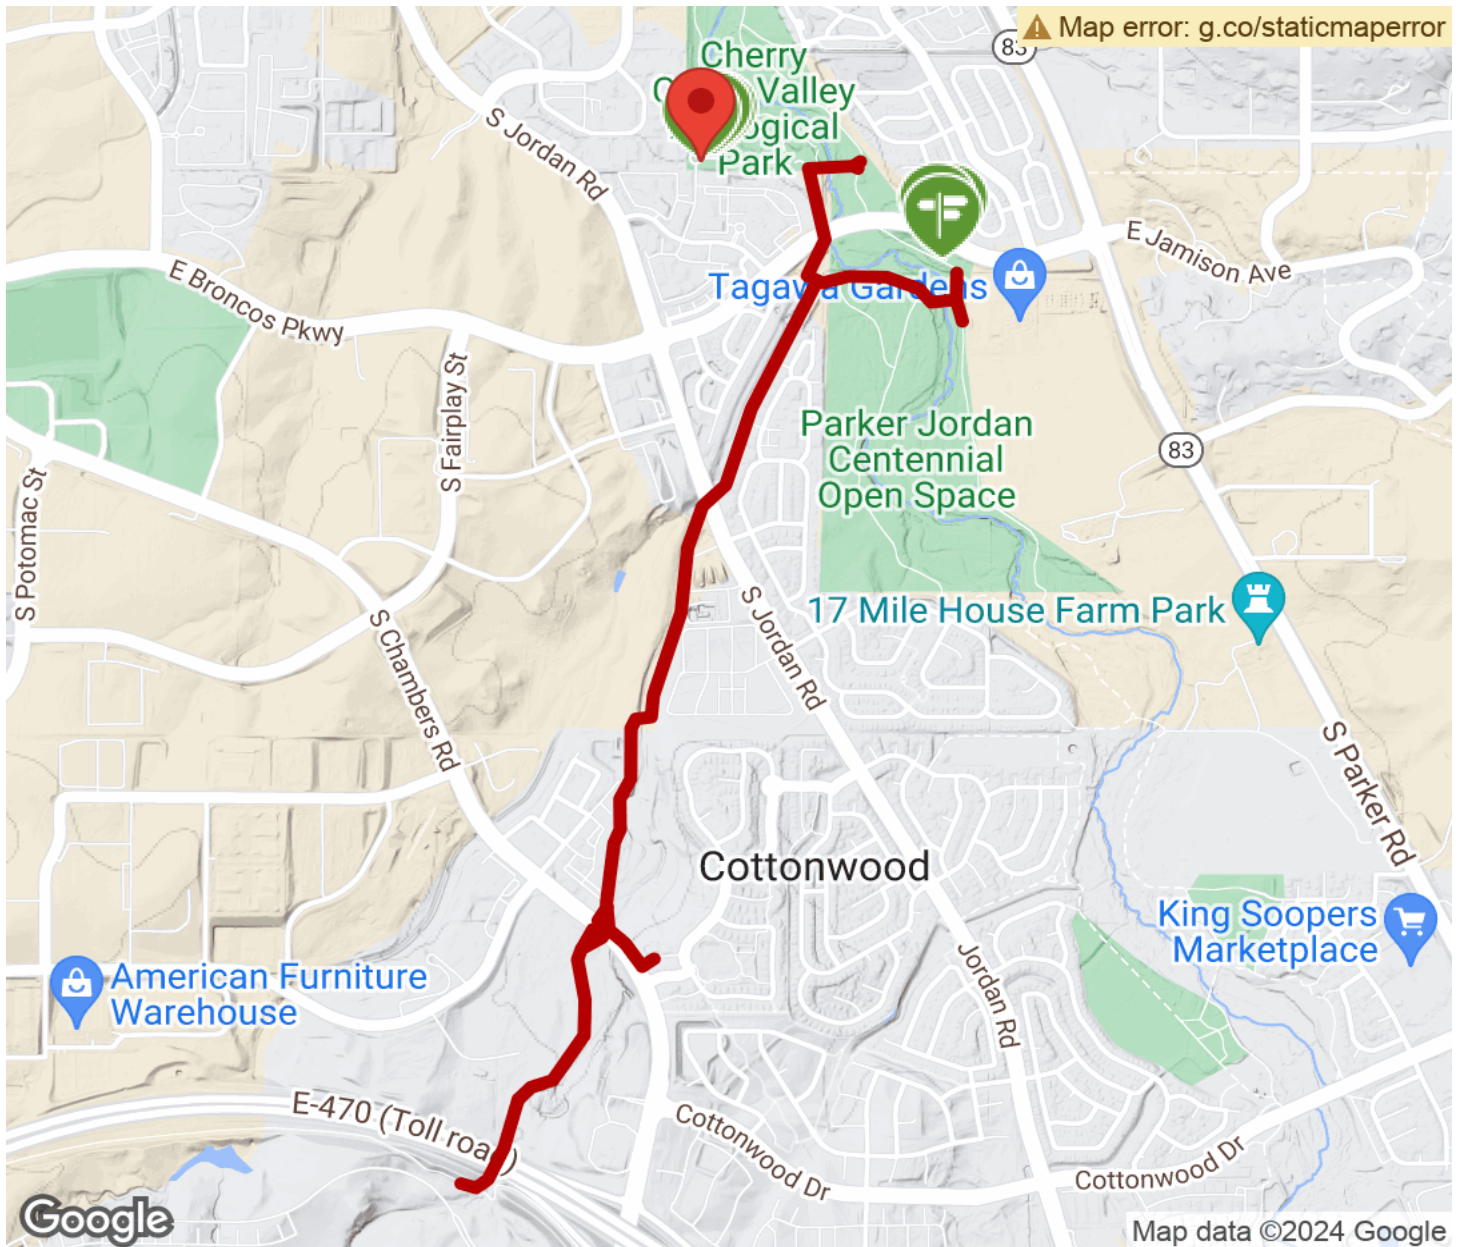 Map error: g.co/staticmaperror
83
Cherry
Valley
ogical
Park
S Jordan Rd
E Jamison Ave
E Broncos Pkwy
Tagawa Gardens
S Fairplay St
Parker Jordan
Centennial
Open Space
83
S Potomac St
17 Mile House Farm Park
S Jordan Rd
S Chambers Rd
S Parker Rd
Cottonwood
King Soopers
Marketplace
American Furniture
Warehouse
Jordan Rd
E-470 (Toll road)
Cottonwood Dr
Cottonwood Dr
Google
Map data ©2024 Google